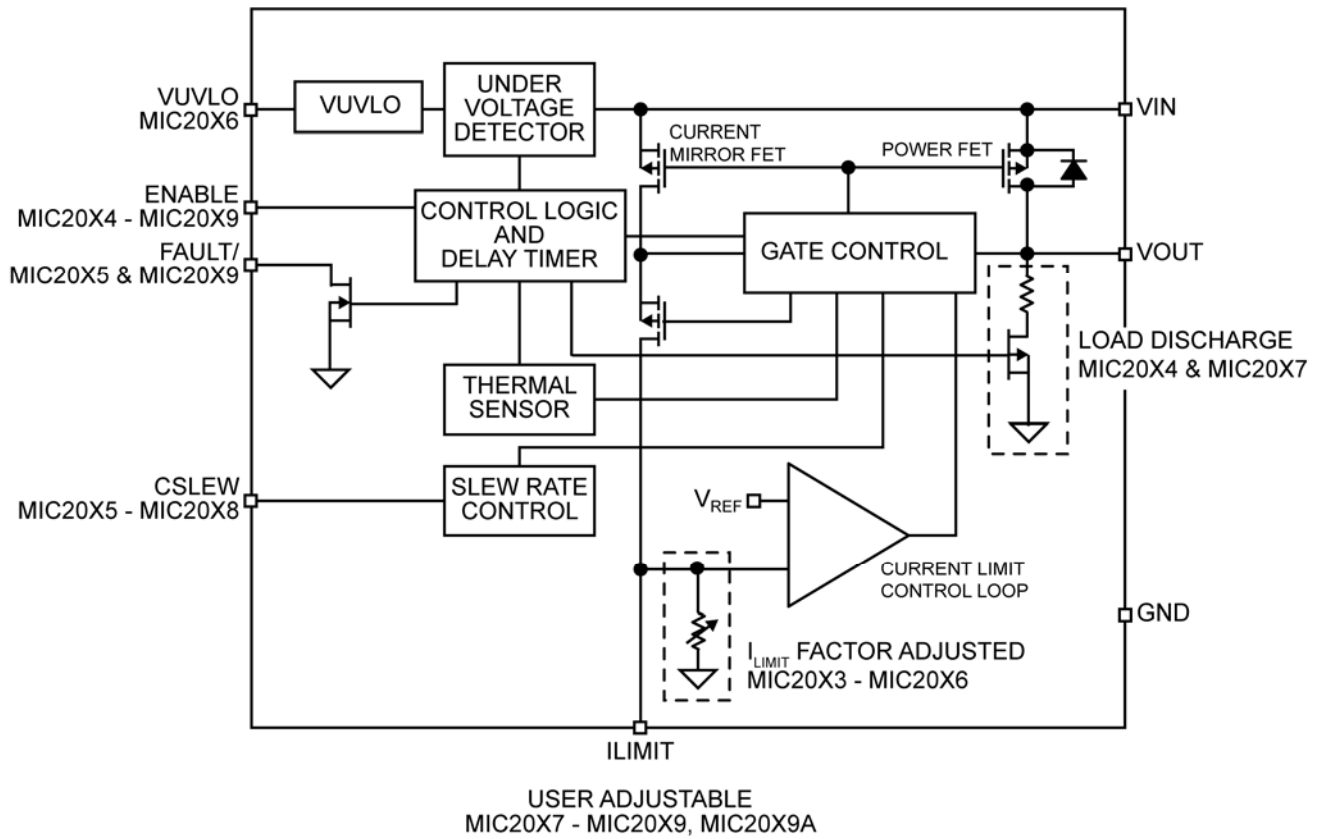 VUVLO
MIC20X6
VUVLO
UNDER
VOLTAGE
DETECTOR
VIN
CURRENT
MIRROR FET
POWER FET
ENABLE
MIC20X4 - MIC20X9
FAULT/
MIC20X5 & MIC20X9
CONTROL LOGIC
AND
DELAY TIMER
GATE CONTROL
VOUT
LOAD DISCHARGE
MIC20X4 & MIC20X7
THERMAL
SENSOR
CSLEW
MIC20X5 - MIC20X8
SLEW RATE
CONTROL
VREF
CURRENT LIMIT
CONTROL LOOP
GND
ILIMIT FACTOR ADJUSTED
MIC20X3 - MIC20X6
ILIMIT
USER ADJUSTABLE
MIC20X7 - MIC20X9, MIC20X9A